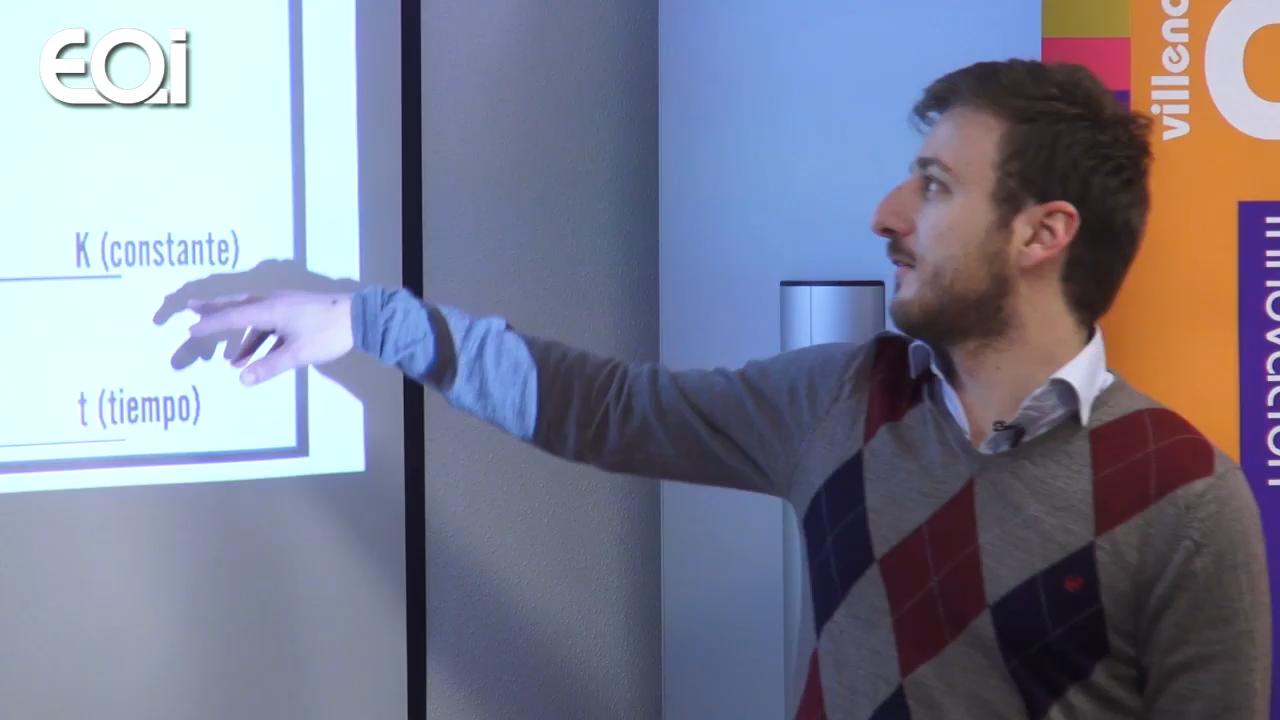 EOi
K (constante)
t (tiempo)
villena
innovación